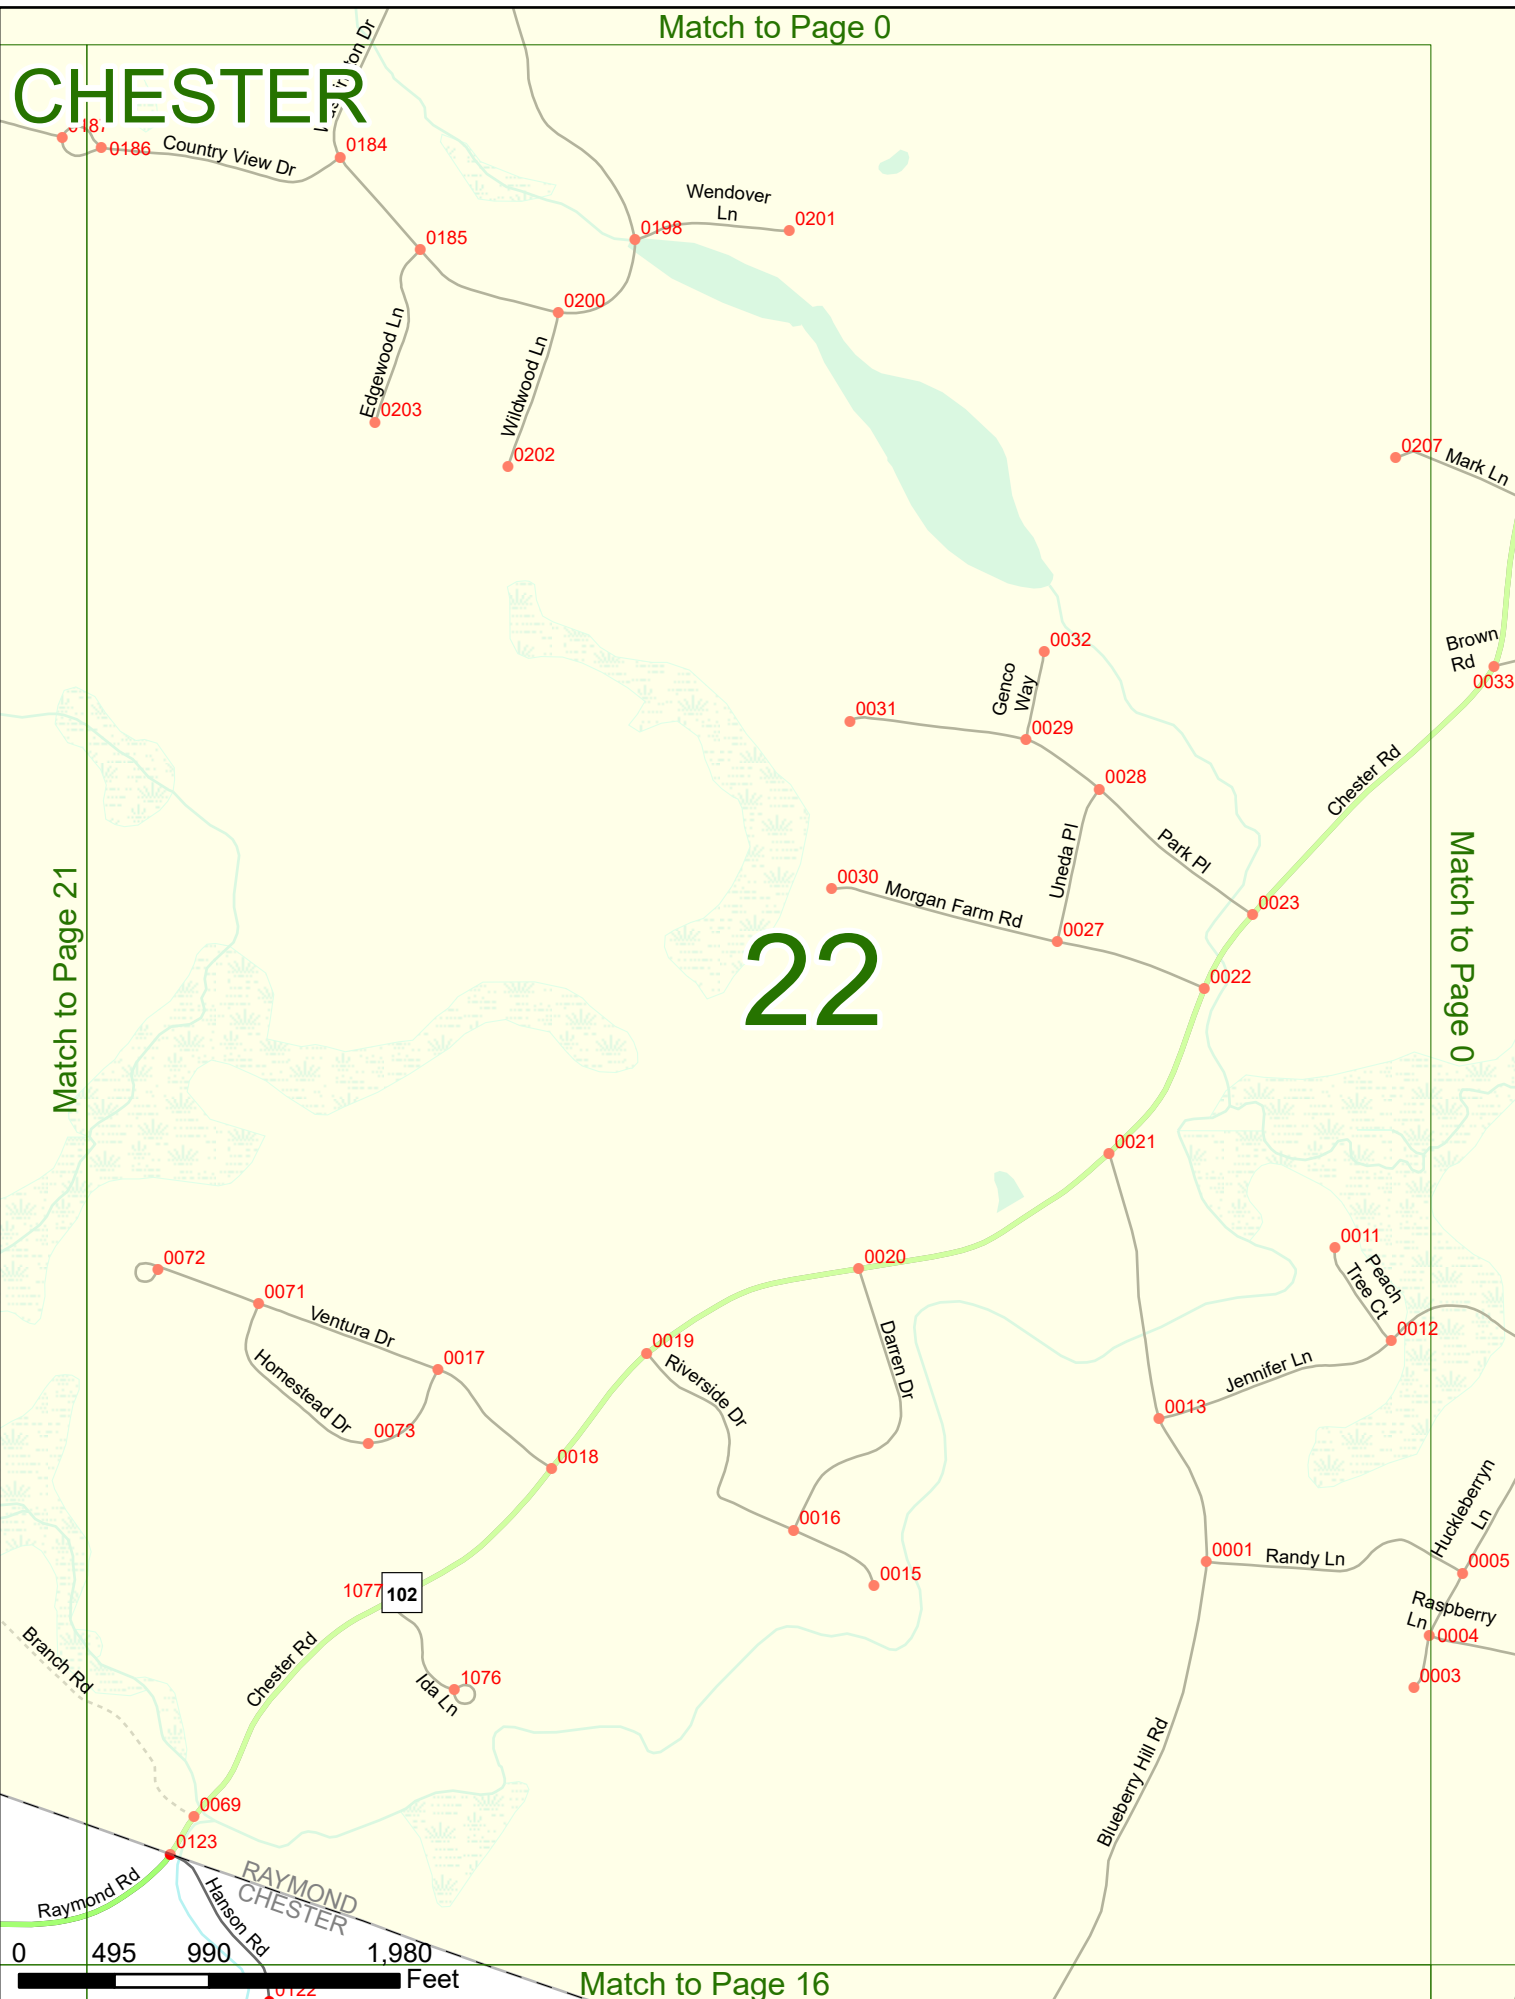 Match to Page 0
CHESTER
0186
Country View Dr
0184
0185
0198
Wendover
Ln
0201
0200
Edgewood Ln
0203
Wildwood Ln
0202
0207
Mark Ln
Brown
Rd
0033
0032
Genco
Way
0031
0029
0028
Chester Rd
Park Pl
Uneda Pl
0030
Morgan Farm Rd
0027
0023
0022
22
Match to Page 21
Match to Page 0
0021
0011
Peach
Tree Ct
0012
0072
0071
Ventura Dr
0017
Homestead Dr
0073
0018
0019
Riverside Dr
0020
Darren Dr
Jennifer Ln
0013
0016
0015
0001
Randy Ln
Huckleberryn
Ln
0005
Raspberry
Ln
0004
0003
1077
102
Chester Rd
Branch Rd
Ida Ln
1076
Blueberry Hill Rd
0069
0123
RAYMOND
CHESTER
Raymond Rd
Hanson Rd
0 495 990 1,980
Feet
0122
Match to Page 16